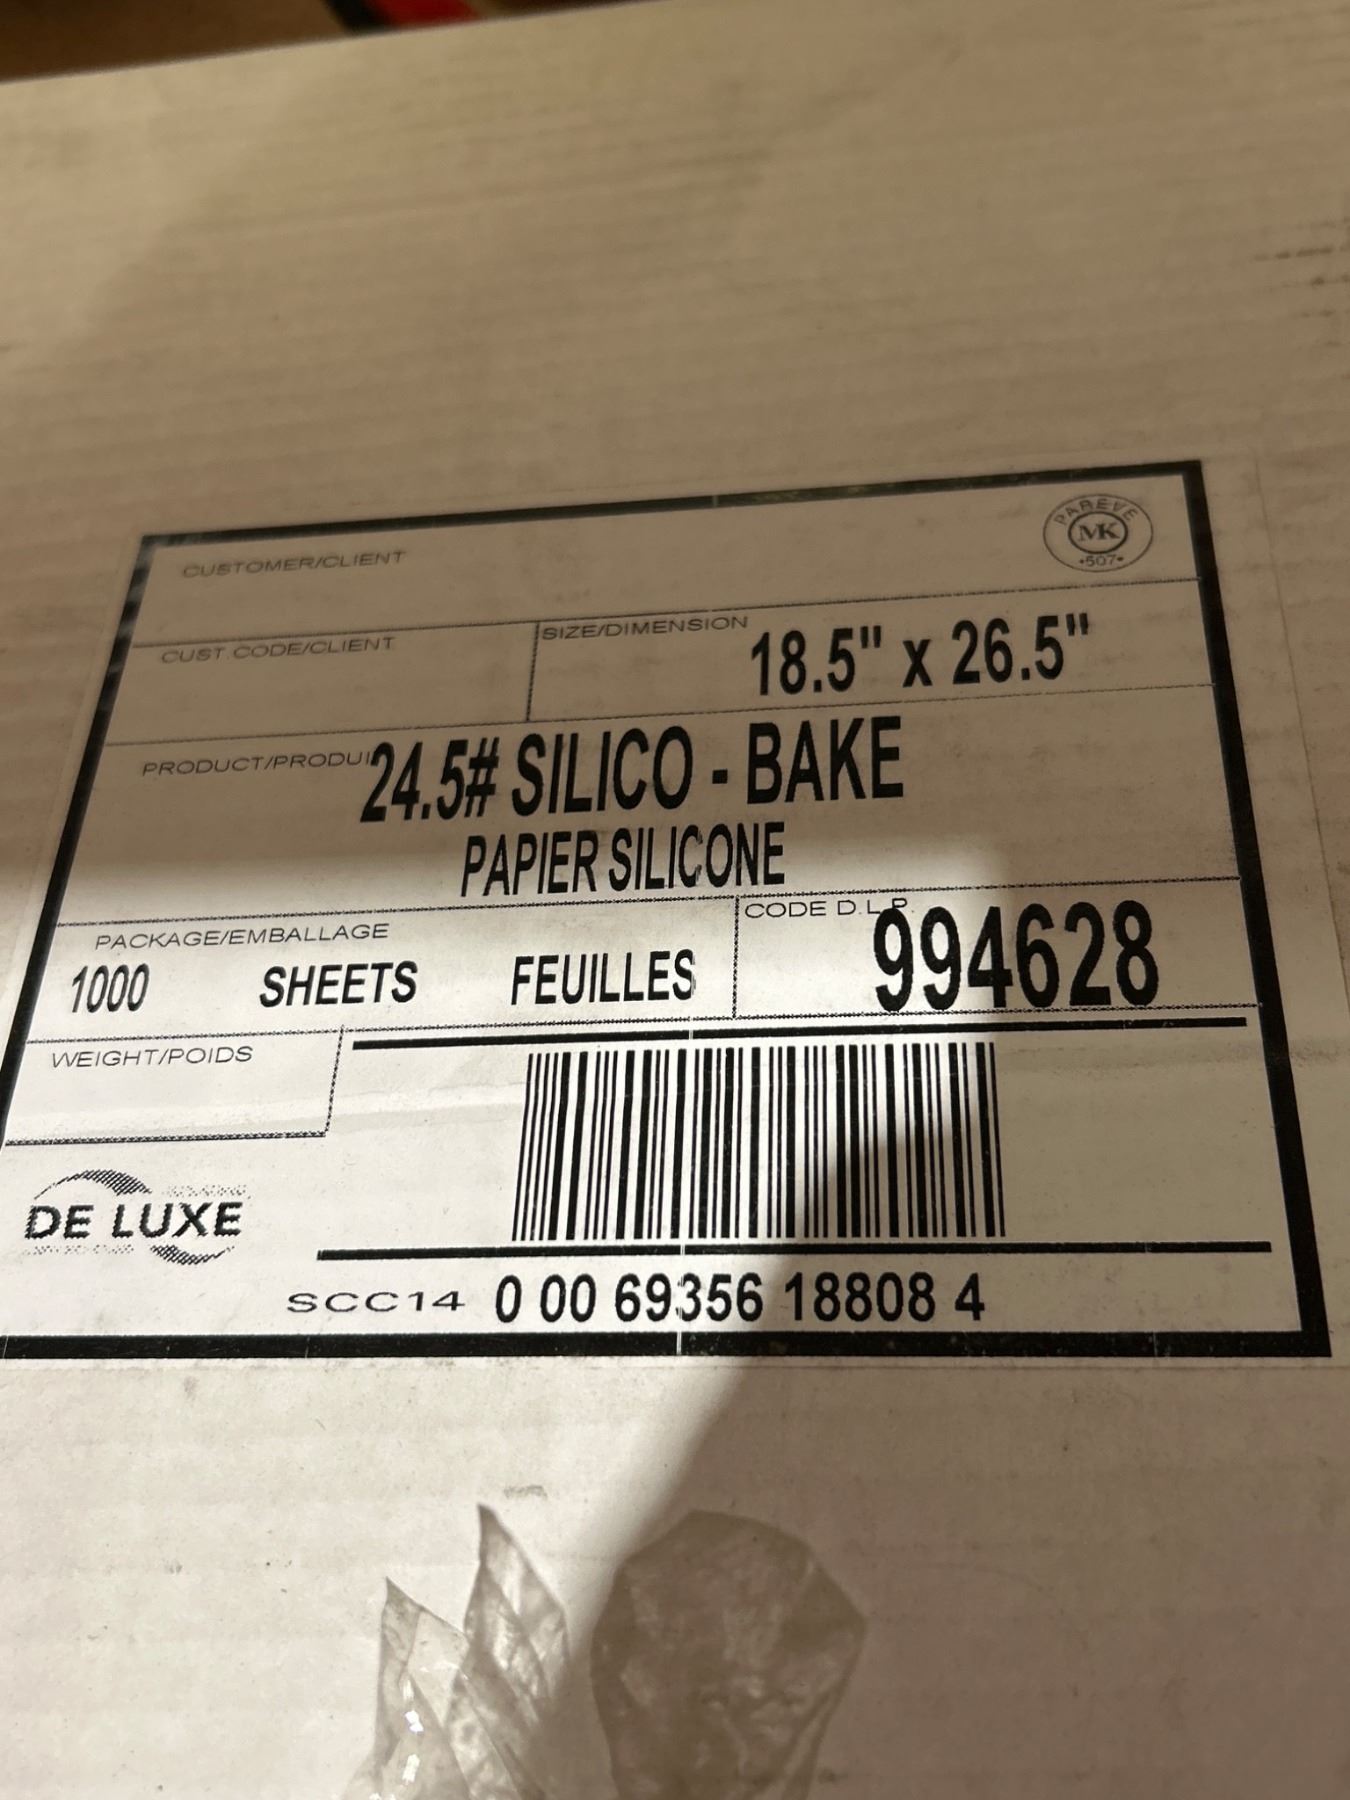 PAREVE
MK
•507•
CUSTOMER/CLIENT
CUST.CODE/CLIENT
SIZE/DIMENSION
18.5" x 26.5"
PRODUCT/PRODUI
24.5# SILICO - BAKE
PAPIER SILICONE
PACKAGE/EMBALLAGE
1000 SHEETS FEUILLES
CODE D.L.P.
994628
WEIGHT/POIDS
DE LUXE
SCC14 0 00 69356 18808 4